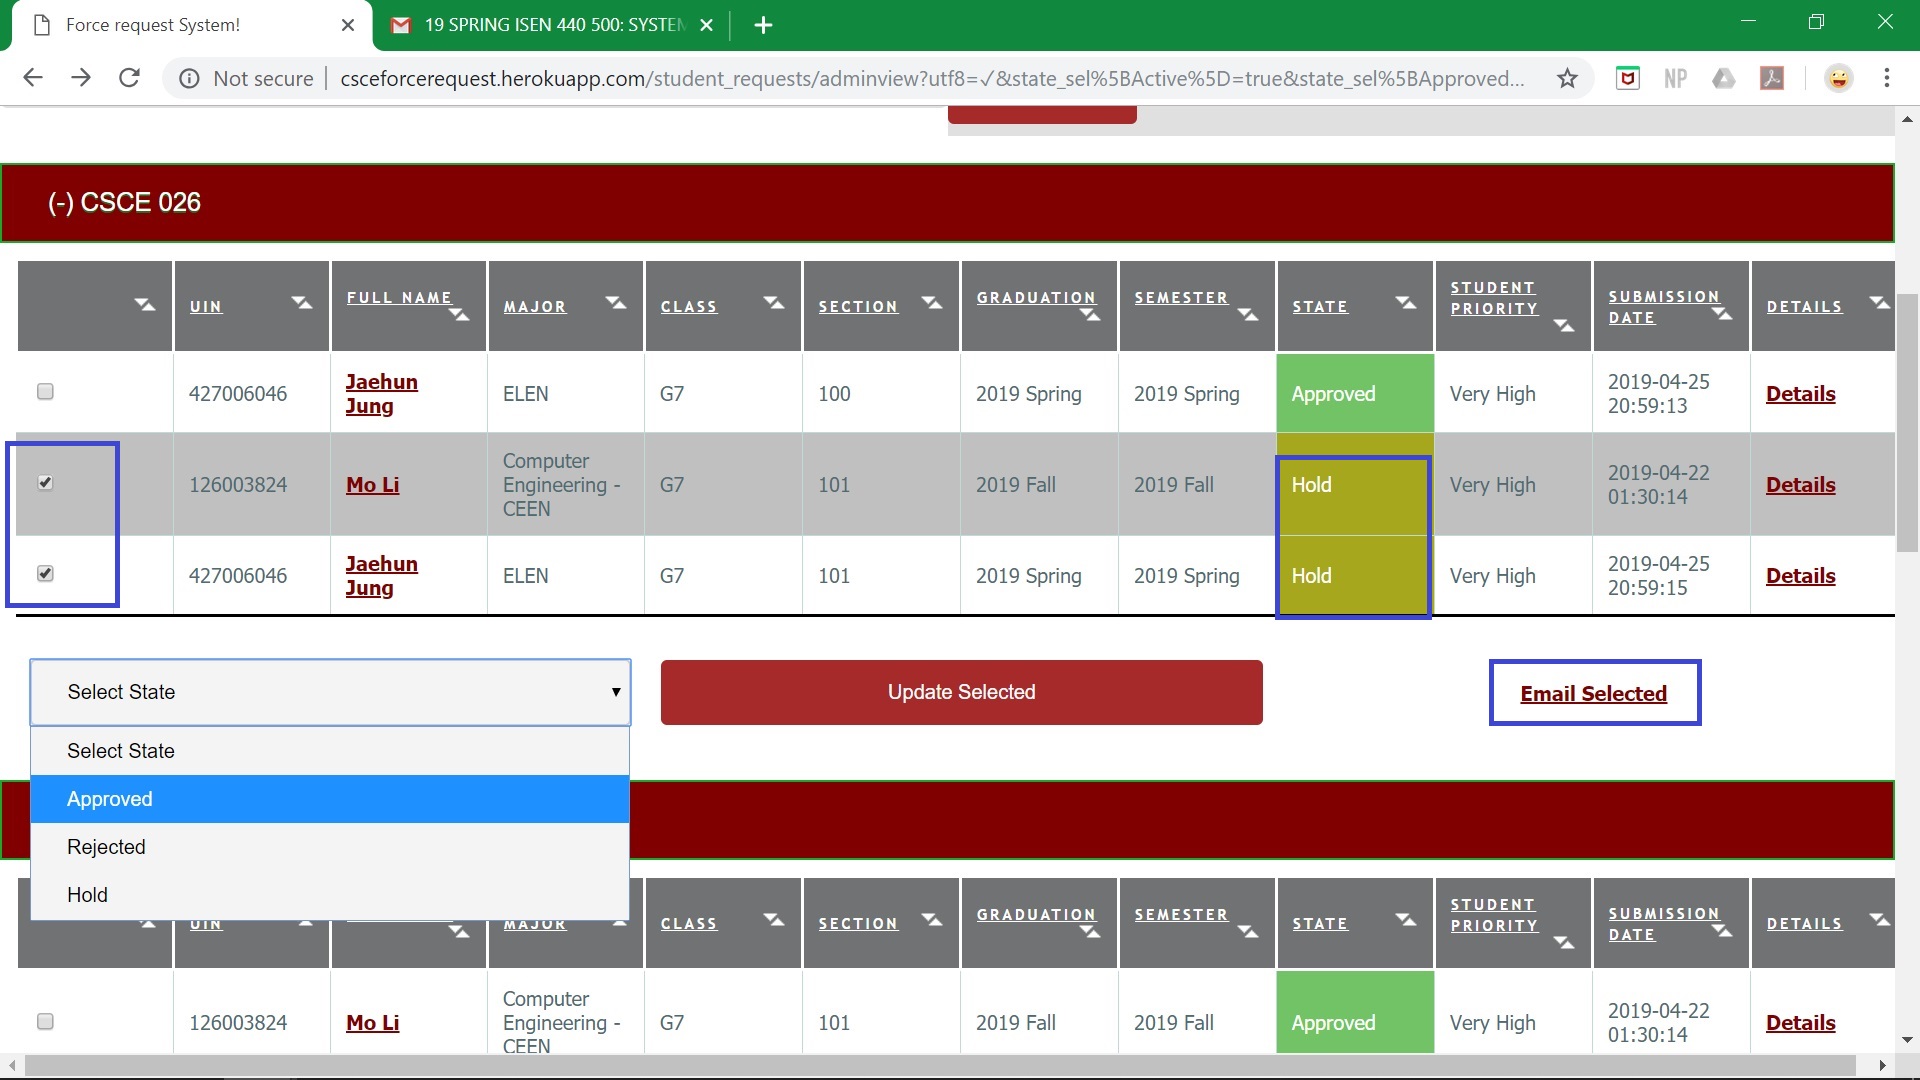 Force request System!
19 SPRING ISEN 440 500: SYSTEM
Not secure | csceforcerequest.herokuapp.com/student_requests/adminview?utf8=✓&state_sel%5BActive%5D=true&state_sel%5BApproved...
NP
(-) CSCE 026
UIN FULL NAME MAJOR CLASS SECTION GRADUATION SEMESTER STATE STUDENT PRIORITY SUBMISSION DATE DETAILS
427006046 Jaehun Jung ELEN G7 100 2019 Spring 2019 Spring Approved Very High 2019-04-25 20:59:13 Details
126003824 Mo Li Computer Engineering - CEEN G7 101 2019 Fall 2019 Fall Hold Very High 2019-04-22 01:30:14 Details
427006046 Jaehun Jung ELEN G7 101 2019 Spring 2019 Spring Hold Very High 2019-04-25 20:59:15 Details
Select State Update Selected Email Selected
Select State
Approved
Rejected
Hold
UIN MAJOR CLASS SECTION GRADUATION SEMESTER STATE STUDENT PRIORITY SUBMISSION DATE DETAILS
126003824 Mo Li Computer Engineering - CEEN G7 101 2019 Fall 2019 Fall Approved Very High 2019-04-22 01:30:14 Details